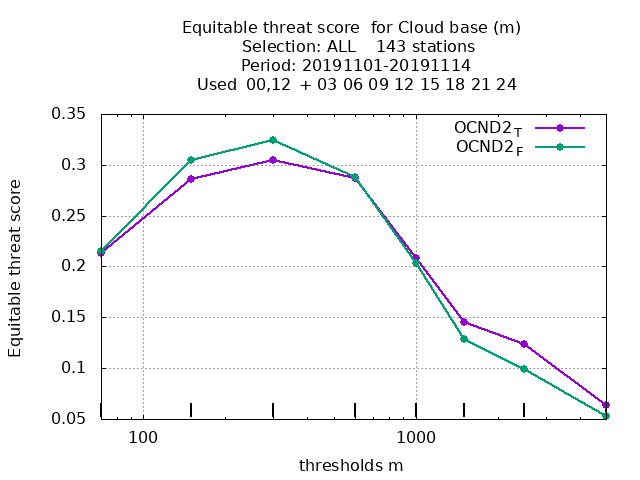 Equitable threat score  for Cloud base (m)
Selection: ALL    143 stations
Period: 20191101-20191114
Used  00,12  + 03 06 09 12 15 18 21 24
OCND2T
OCND2F
Equitable threat score
0.35
0.3
0.25
0.2
0.15
0.1
0.05
100 1000
thresholds m